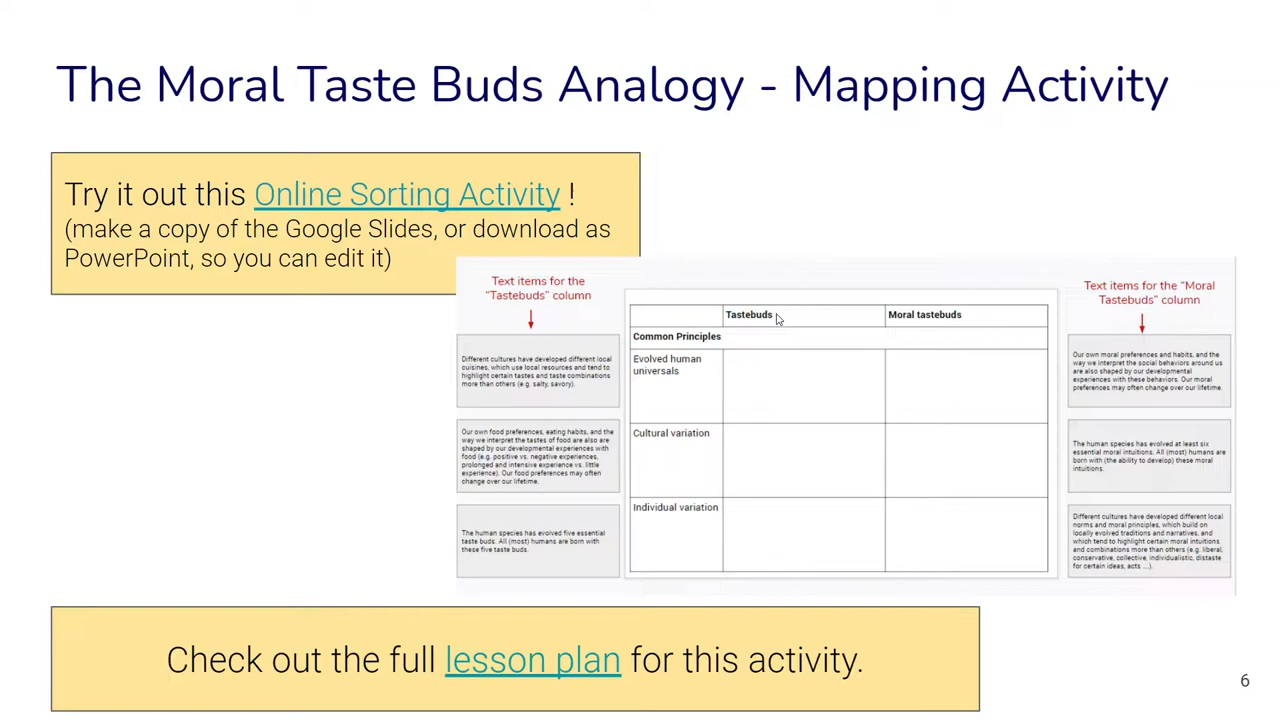 The Moral Taste Buds Analogy - Mapping Activity
Try it out this Online Sorting Activity !
(make a copy of the Google Slides, or download as
PowerPoint, so you can edit it)
Text items for the
"Tastebuds" column
Different cultures have developed different local
cuisines, which use local resources and tend to
highlight certain tastes and taste combinations
more than others (e.g. salty, savory).
Our own food preferences, eating habits, and the
way we interpret the tastes of food are also are
shaped by our developmental experiences with
food (e.g. positive vs. negative experiences,
prolonged and intensive experience vs. little
experience). Our food preferences may often
change over our lifetime.
The human species has evolved five essential
taste buds. All (most) humans are born with
these five taste buds.
Tastebuds
Moral tastebuds
Common Principles
Evolved human
universals
Cultural variation
Individual variation
Text items for the "Moral
Tastebuds" column
Our own moral preferences and habits, and the
way we interpret the social behaviors around us
are also shaped by our developmental
experiences with these behaviors. Our moral
preferences may often change over our lifetime.
The human species has evolved at least six
essential moral intuitions. All (most) humans are
born with (the ability to develop) these moral
intuitions.
Different cultures have developed different local
norms and moral principles, which build on
locally evolved traditions and narratives, and
which tend to highlight certain moral intuitions
and combinations more than others (e.g. liberal,
conservative, collective, individualistic, distaste
for certain ideas, acts ...).
Check out the full lesson plan for this activity.
6